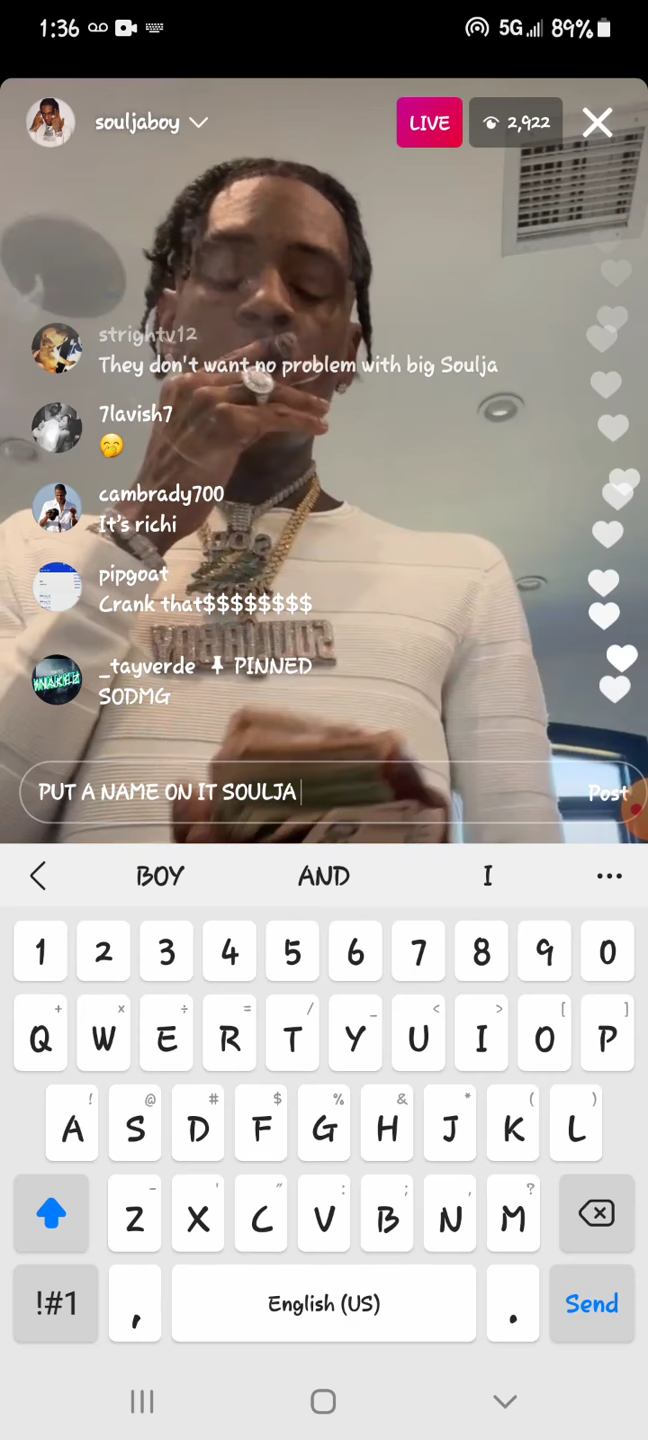 1:36
5G
89%
souljaboy
LIVE
2,922
strightv12
They don't want no problem with big Soulja
7lavish7
cambrady700
It's richi
pipgoat
Crank that$$$$$$$$
_tayverde PINNED
SODMG
PUT A NAME ON IT SOULJA
Post
BOY AND I ...
1 2 3 4 5 6 7 8 9 0
+ × ÷ = / _ < > [ ]
Q W E R T Y U I O P
! @ # $ % & * ( )
A S D F G H J K L
- ' " : ; , ?
Z X C V B N M
!#1 , English (US) . Send